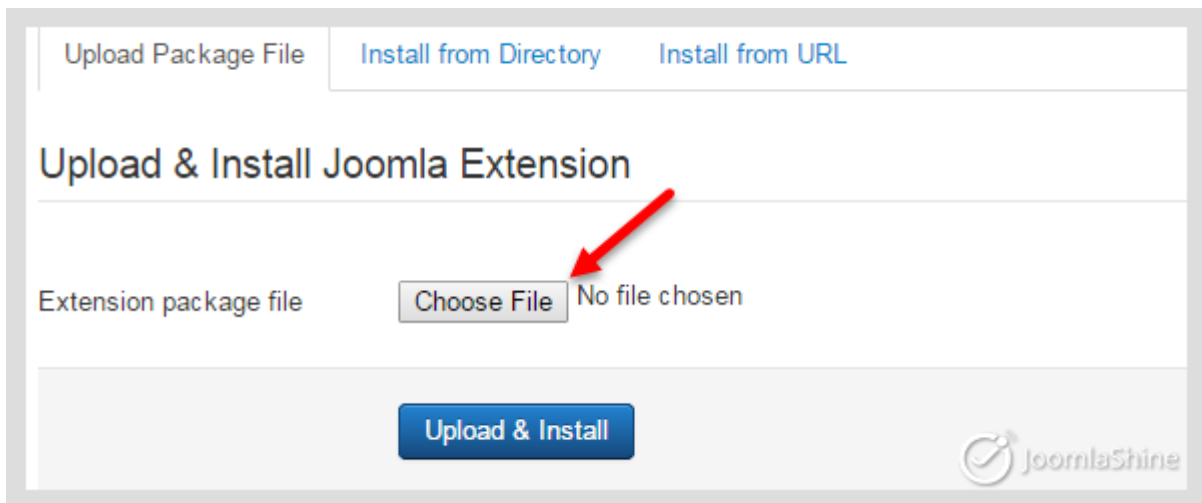 Upload Package File Install from Directory Install from URL
Upload & Install Joomla Extension
Extension package file Choose File No file chosen
Upload & Install
JoomlaShine